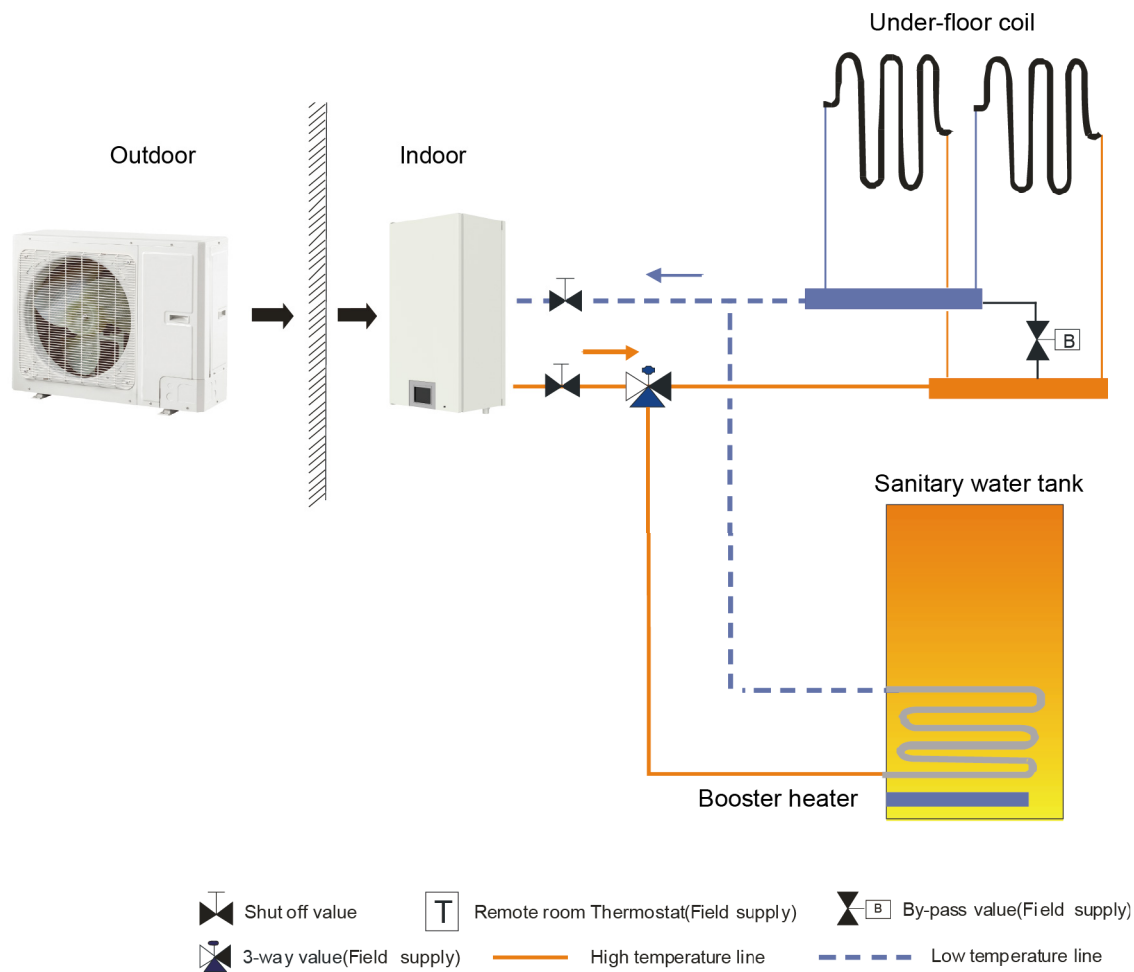 Under-floor coil
Outdoor
Indoor
B
Sanitary water tank
Booster heater
Shut off value
T
Remote room Thermostat(Field supply)
B
By-pass value(Field supply)
3-way value(Field supply)
High temperature line
Low temperature line